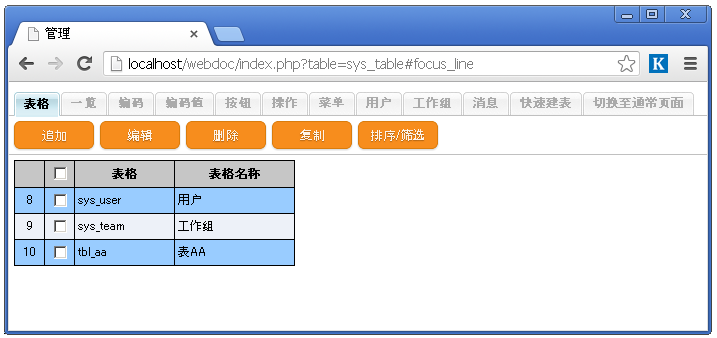 管理
localhost/webdoc/index.php?table=sys_table#focus_line
K
表格 一览 编码 编码值 按钮 操作 菜单 用户 工作组 消息 快速建表 切换至通常页面
追加 编辑 删除 复制 排序/筛选
表格 表格名称
8 sys_user 用户
9 sys_team 工作组
10 tbl_aa 表AA